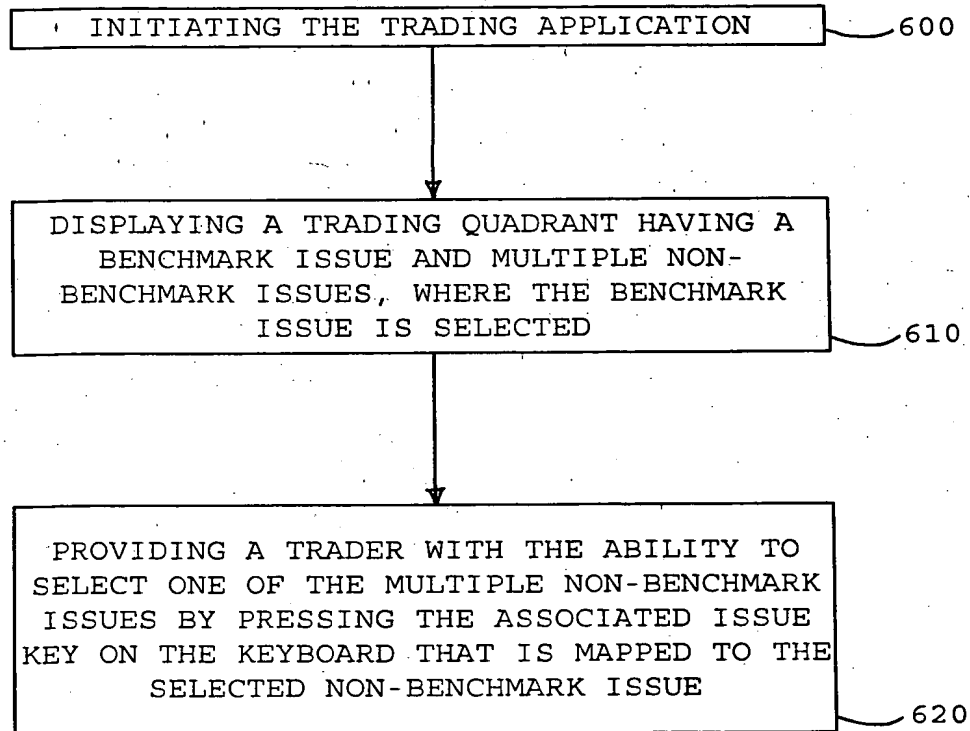 INITIATING THE TRADING APPLICATION
600
DISPLAYING A TRADING QUADRANT HAVING A
BENCHMARK ISSUE AND MULTIPLE NON-
BENCHMARK ISSUES, WHERE THE BENCHMARK
ISSUE IS SELECTED
610
PROVIDING A TRADER WITH THE ABILITY TO
SELECT ONE OF THE MULTIPLE NON-BENCHMARK
ISSUES BY PRESSING THE ASSOCIATED ISSUE
KEY ON THE KEYBOARD THAT IS MAPPED TO THE
SELECTED NON-BENCHMARK ISSUE
620